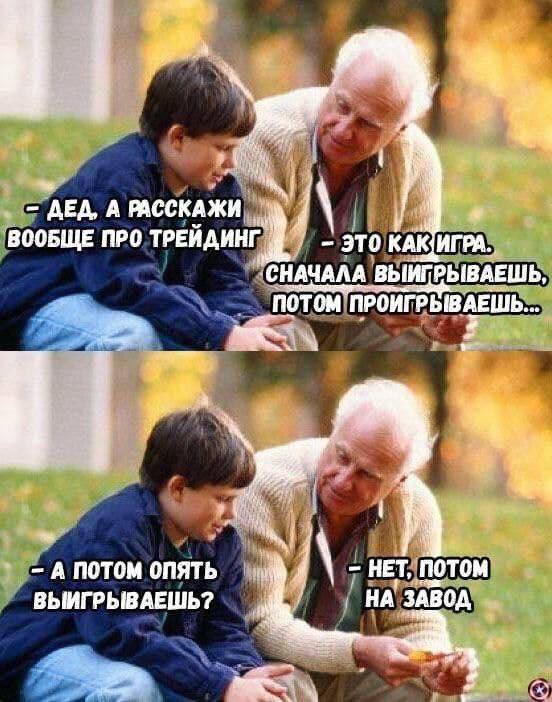 - ДЕД, А РАССКАЖИ
ВООБЩЕ ПРО ТРЕЙДИНГ
- ЭТО КАК ИГРА.
СНАЧАЛА ВЫИГРЫВАЕШЬ,
ПОТОМ ПРОИГРЫВАЕШЬ...
- А ПОТОМ ОПЯТЬ
ВЫИГРЫВАЕШЬ?
- НЕТ, ПОТОМ
НА ЗАВОД